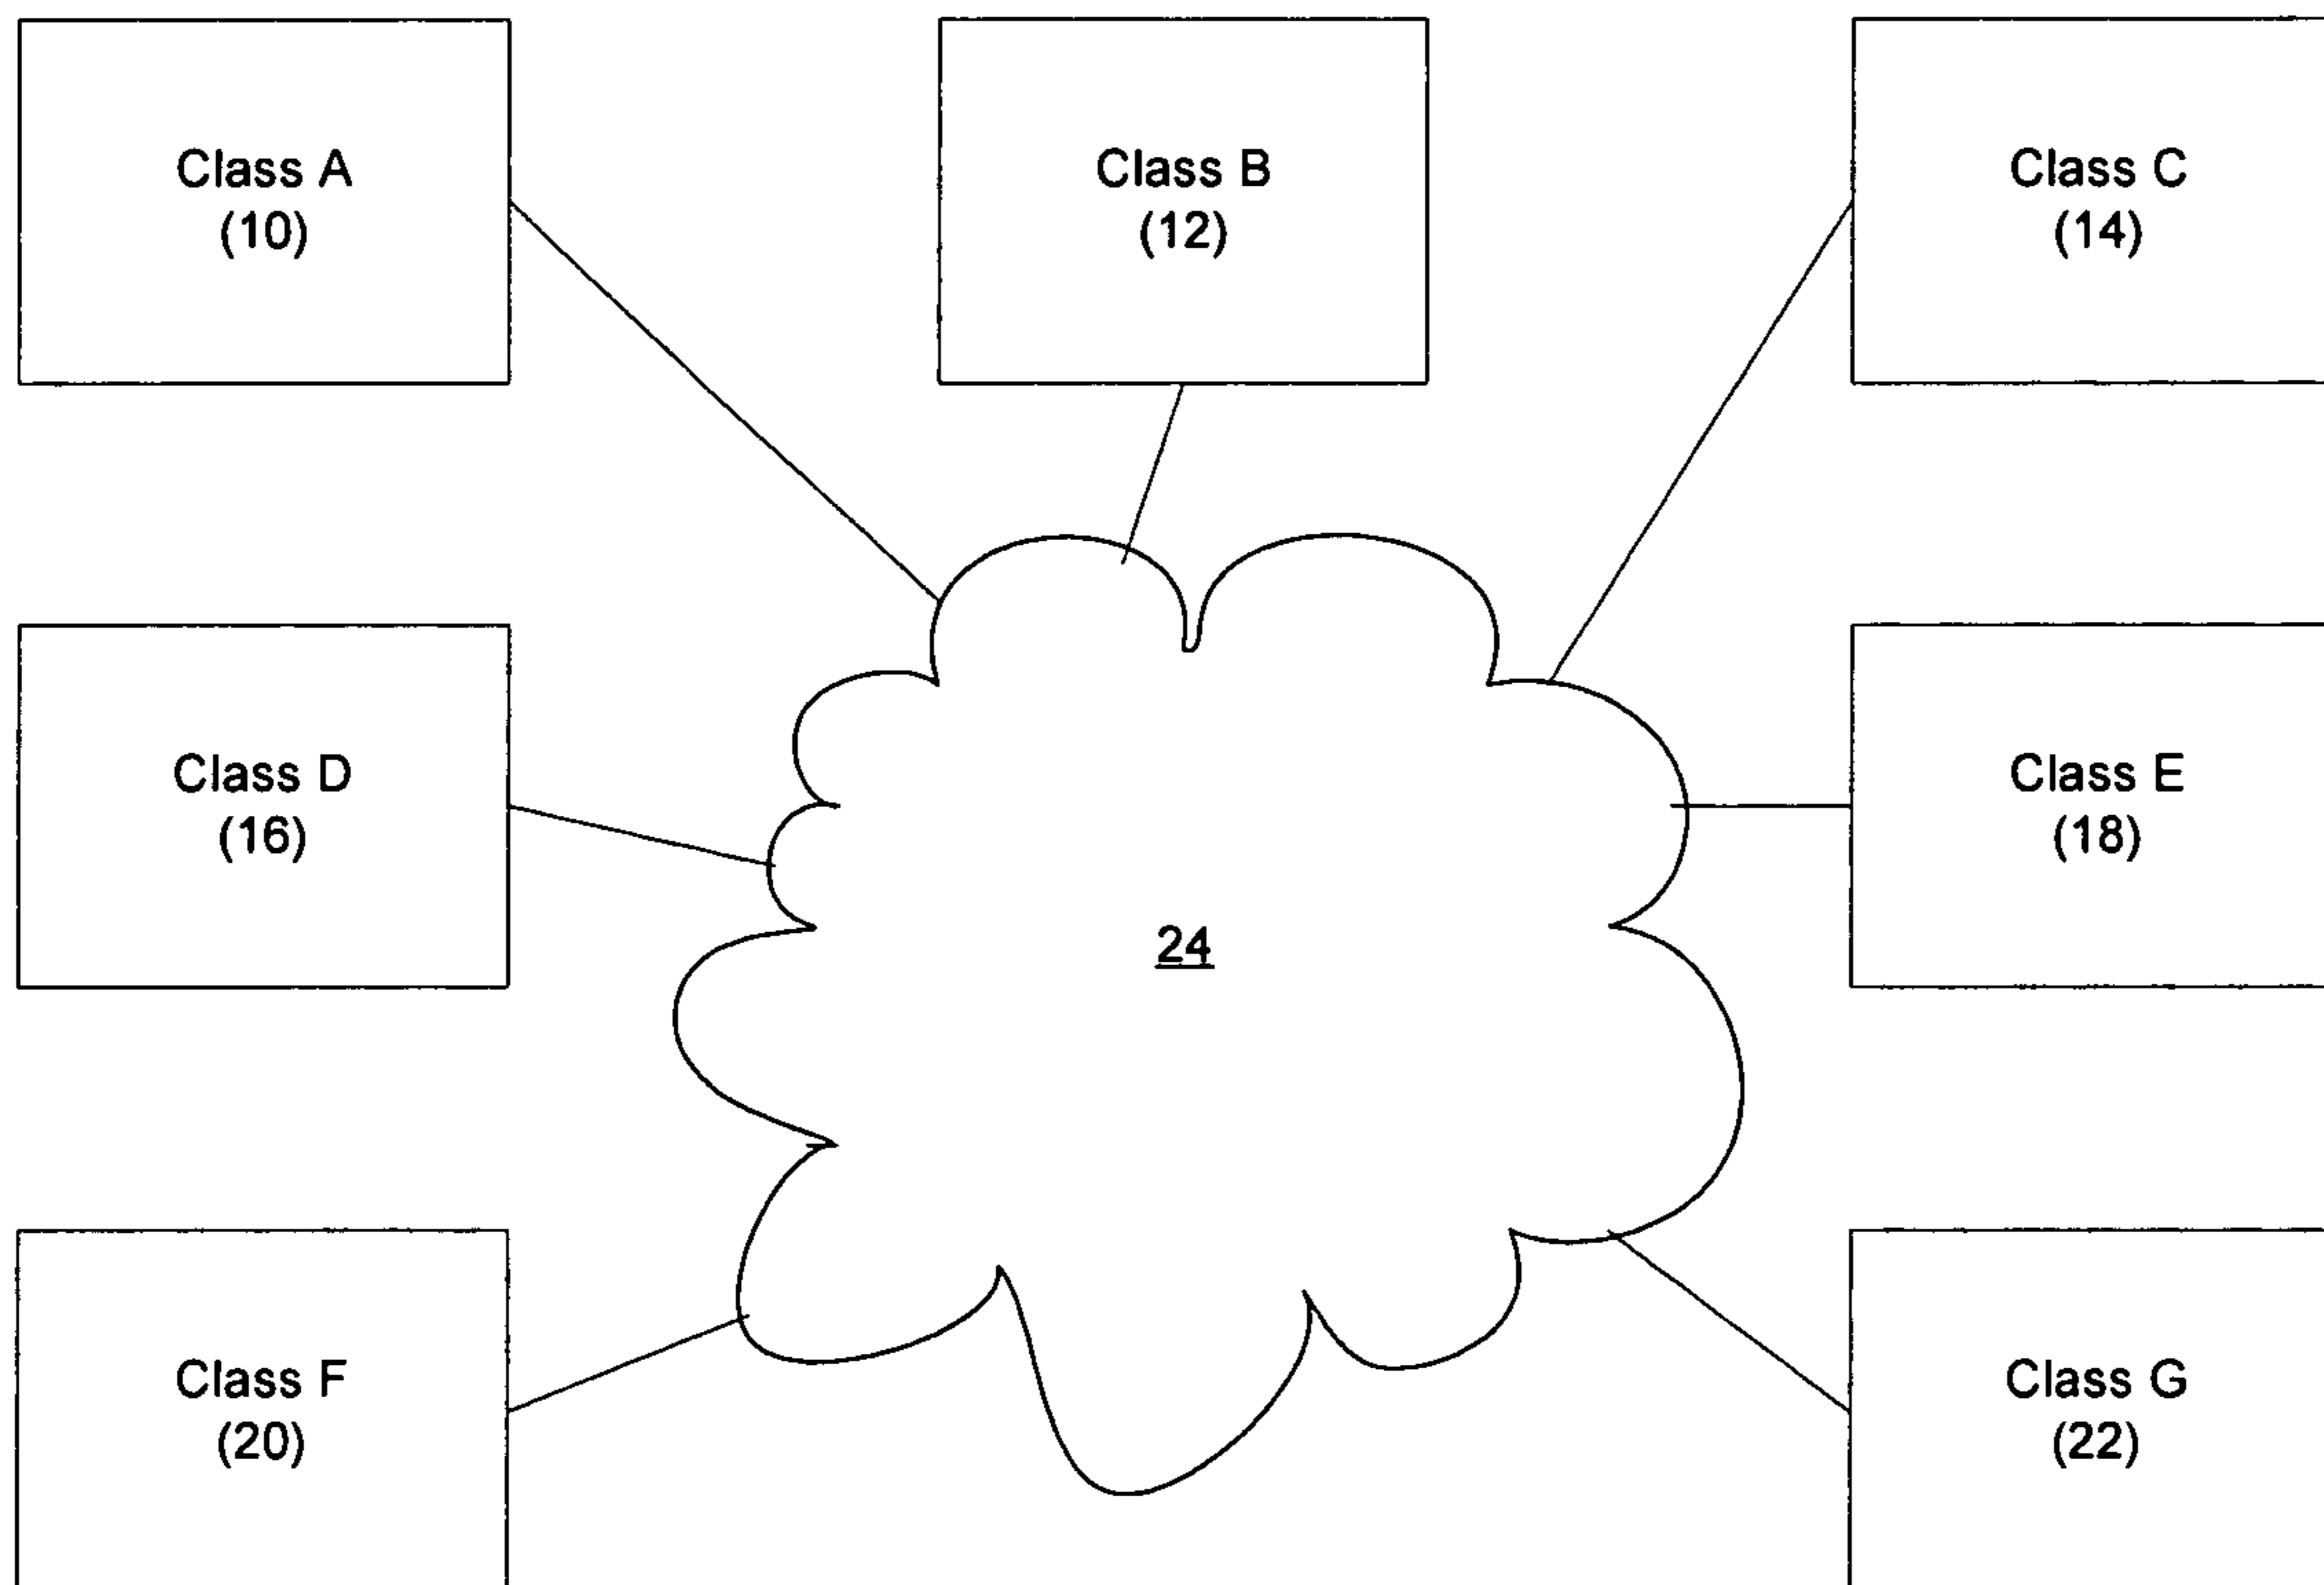 Class A
(10)
Class B
(12)
Class C
(14)
Class D
(16)
Class E
(18)
24
Class F
(20)
Class G
(22)